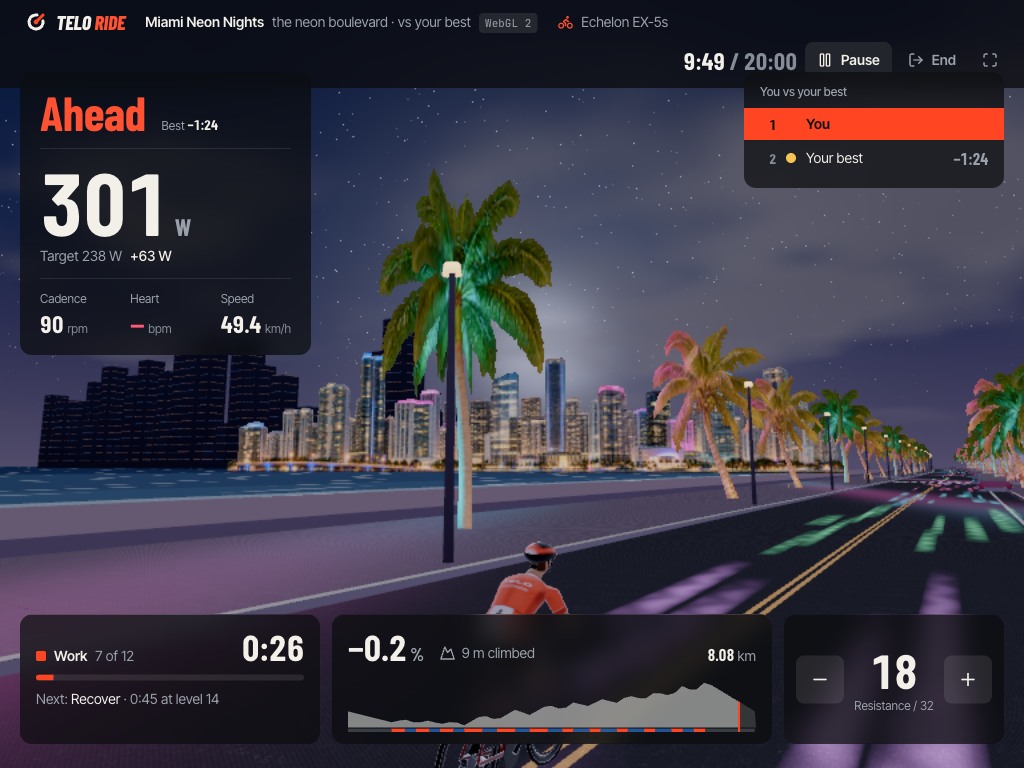 TELO RIDE Miami Neon Nights the neon boulevard · vs your best WebGL 2 Echelon EX-5s
9:49 / 20:00 Pause End
Ahead Best −1:24
301 W
Target 238 W +63 W
Cadence Heart Speed
90 rpm — bpm 49.4 km/h
You vs your best
1 You
2 Your best −1:24
Work 7 of 12 0:26
Next: Recover · 0:45 at level 14
−0.2 % 9 m climbed 8.08 km
− 18 +
Resistance / 32